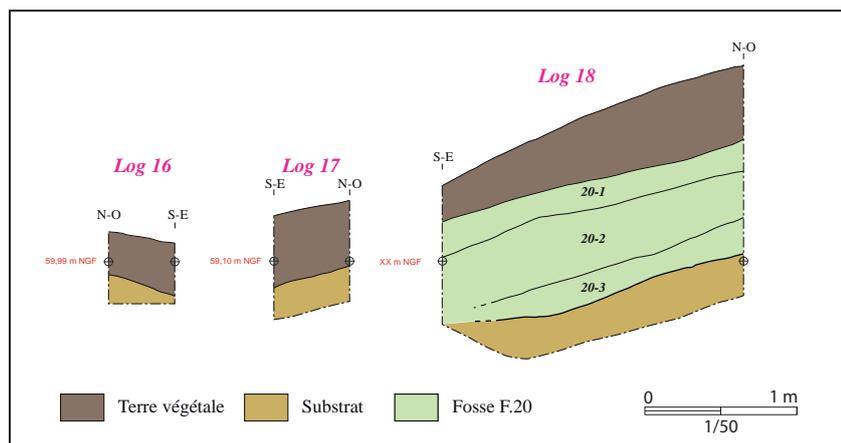 N-O
Log 18
Log 16
Log 17
S-E
S-E
N-O
N-O
S-E
20-1
20-2
59,99 m NGF
59,10 m NGF
XX m NGF
20-3
Terre végétale
Substrat
Fosse F.20
0
1 m
1/50